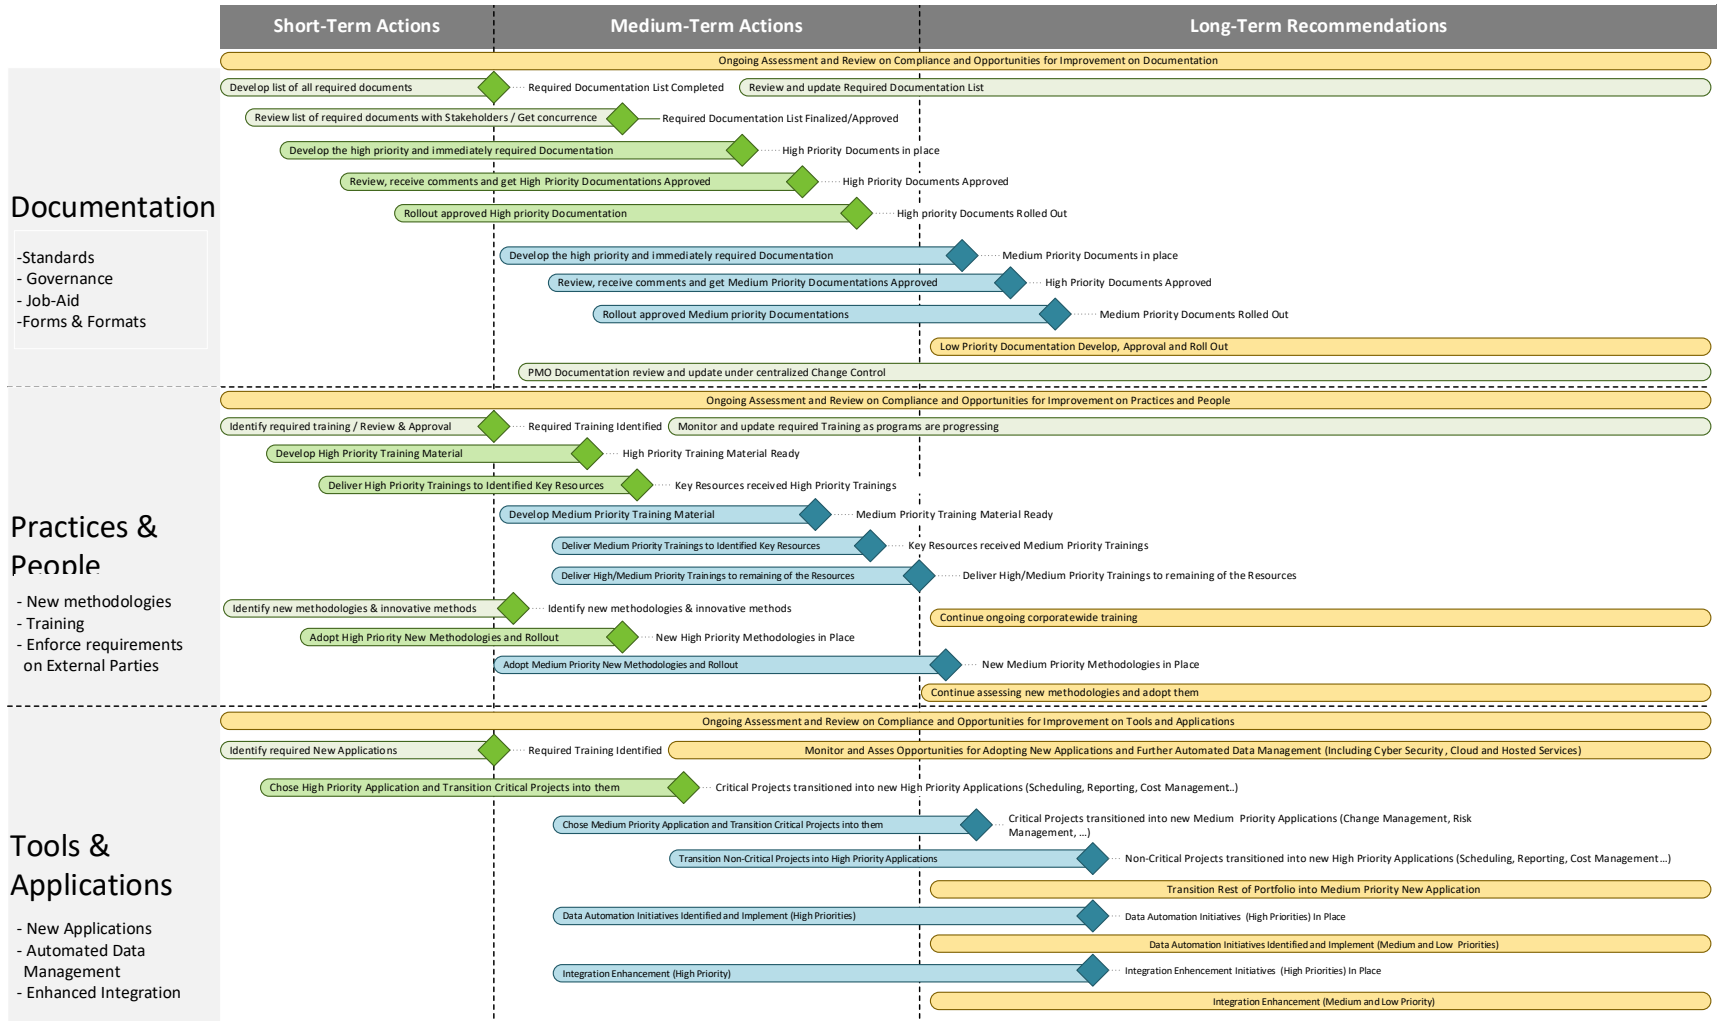 Short-Term Actions
Medium-Term Actions
Long-Term Recommendations
Documentation
-Standards
- Governance
- Job-Aid
-Forms & Formats
Ongoing Assessment and Review on Compliance and Opportunities for Improvement on Documentation
Develop list of all required documents
Required Documentation List Completed
Review and update Required Documentation List
Review list of required documents with Stakeholders / Get concurrence
Required Documentation List Finalized/Approved
Develop the high priority and immediately required Documentation
High Priority Documents in place
Review, receive comments and get High Priority Documentations Approved
High Priority Documents Approved
Rollout approved High priority Documentation
High priority Documents Rolled Out
Develop the high priority and immediately required Documentation
Medium Priority Documents in place
Review, receive comments and get Medium Priority Documentations Approved
High Priority Documents Approved
Rollout approved Medium priority Documentations
Medium Priority Documents Rolled Out
Low Priority Documentation Develop, Approval and Roll Out
PMO Documentation review and update under centralized Change Control
Practices &
People
- New methodologies
- Training
- Enforce requirements
on External Parties
Ongoing Assessment and Review on Compliance and Opportunities for Improvement on Practices and People
Identify required training / Review & Approval
Required Training Identified
Monitor and update required Training as programs are progressing
Develop High Priority Training Material
High Priority Training Material Ready
Deliver High Priority Trainings to Identified Key Resources
Key Resources received High Priority Trainings
Develop Medium Priority Training Material
Medium Priority Training Material Ready
Deliver Medium Priority Trainings to Identified Key Resources
Key Resources received Medium Priority Trainings
Deliver High/Medium Priority Trainings to remaining of the Resources
Deliver High/Medium Priority Trainings to remaining of the Resources
Identify new methodologies & innovative methods
Identify new methodologies & innovative methods
Continue ongoing corporatewide training
Adopt High Priority New Methodologies and Rollout
New High Priority Methodologies in Place
Adopt Medium Priority New Methodologies and Rollout
New Medium Priority Methodologies in Place
Continue assessing new methodologies and adopt them
Tools &
Applications
- New Applications
- Automated Data
Management
- Enhanced Integration
Ongoing Assessment and Review on Compliance and Opportunities for Improvement on Tools and Applications
Identify required New Applications
Required Training Identified
Monitor and Asses Opportunities for Adopting New Applications and Further Automated Data Management (Including Cyber Security, Cloud and Hosted Services)
Chose High Priority Application and Transition Critical Projects into them
Critical Projects transitioned into new High Priority Applications (Scheduling, Reporting, Cost Management..)
Chose Medium Priority Application and Transition Critical Projects into them
Critical Projects transitioned into new Medium Priority Applications (Change Management, Risk
Management, ...)
Transition Non-Critical Projects into High Priority Applications
Non-Critical Projects transitioned into new High Priority Applications (Scheduling, Reporting, Cost Management...)
Transition Rest of Portfolio into Medium Priority New Application
Data Automation Initiatives Identified and Implement (High Priorities)
Data Automation Initiatives (High Priorities) In Place
Data Automation Initiatives Identified and Implement (Medium and Low Priorities)
Integration Enhancement (High Priority)
Integration Enhencement Initiatives (High Priorities) In Place
Integration Enhancement (Medium and Low Priority)